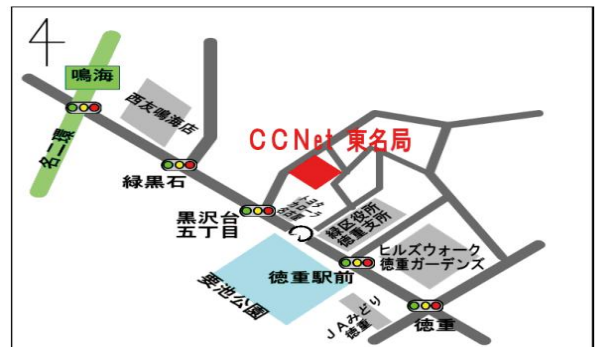 鳴海
名二環
西友鳴海店
緑黒石
CCNet 東名局
黒沢台
五丁目
緑区役所
徳重支所
徳重駅前
ヒルズウォーク
徳重ガーデンズ
要池公園
JAみどり
徳重
徳重